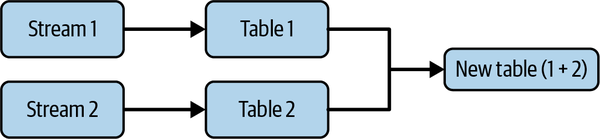 Stream 1
Table 1
Stream 2
Table 2
New table (1 + 2)